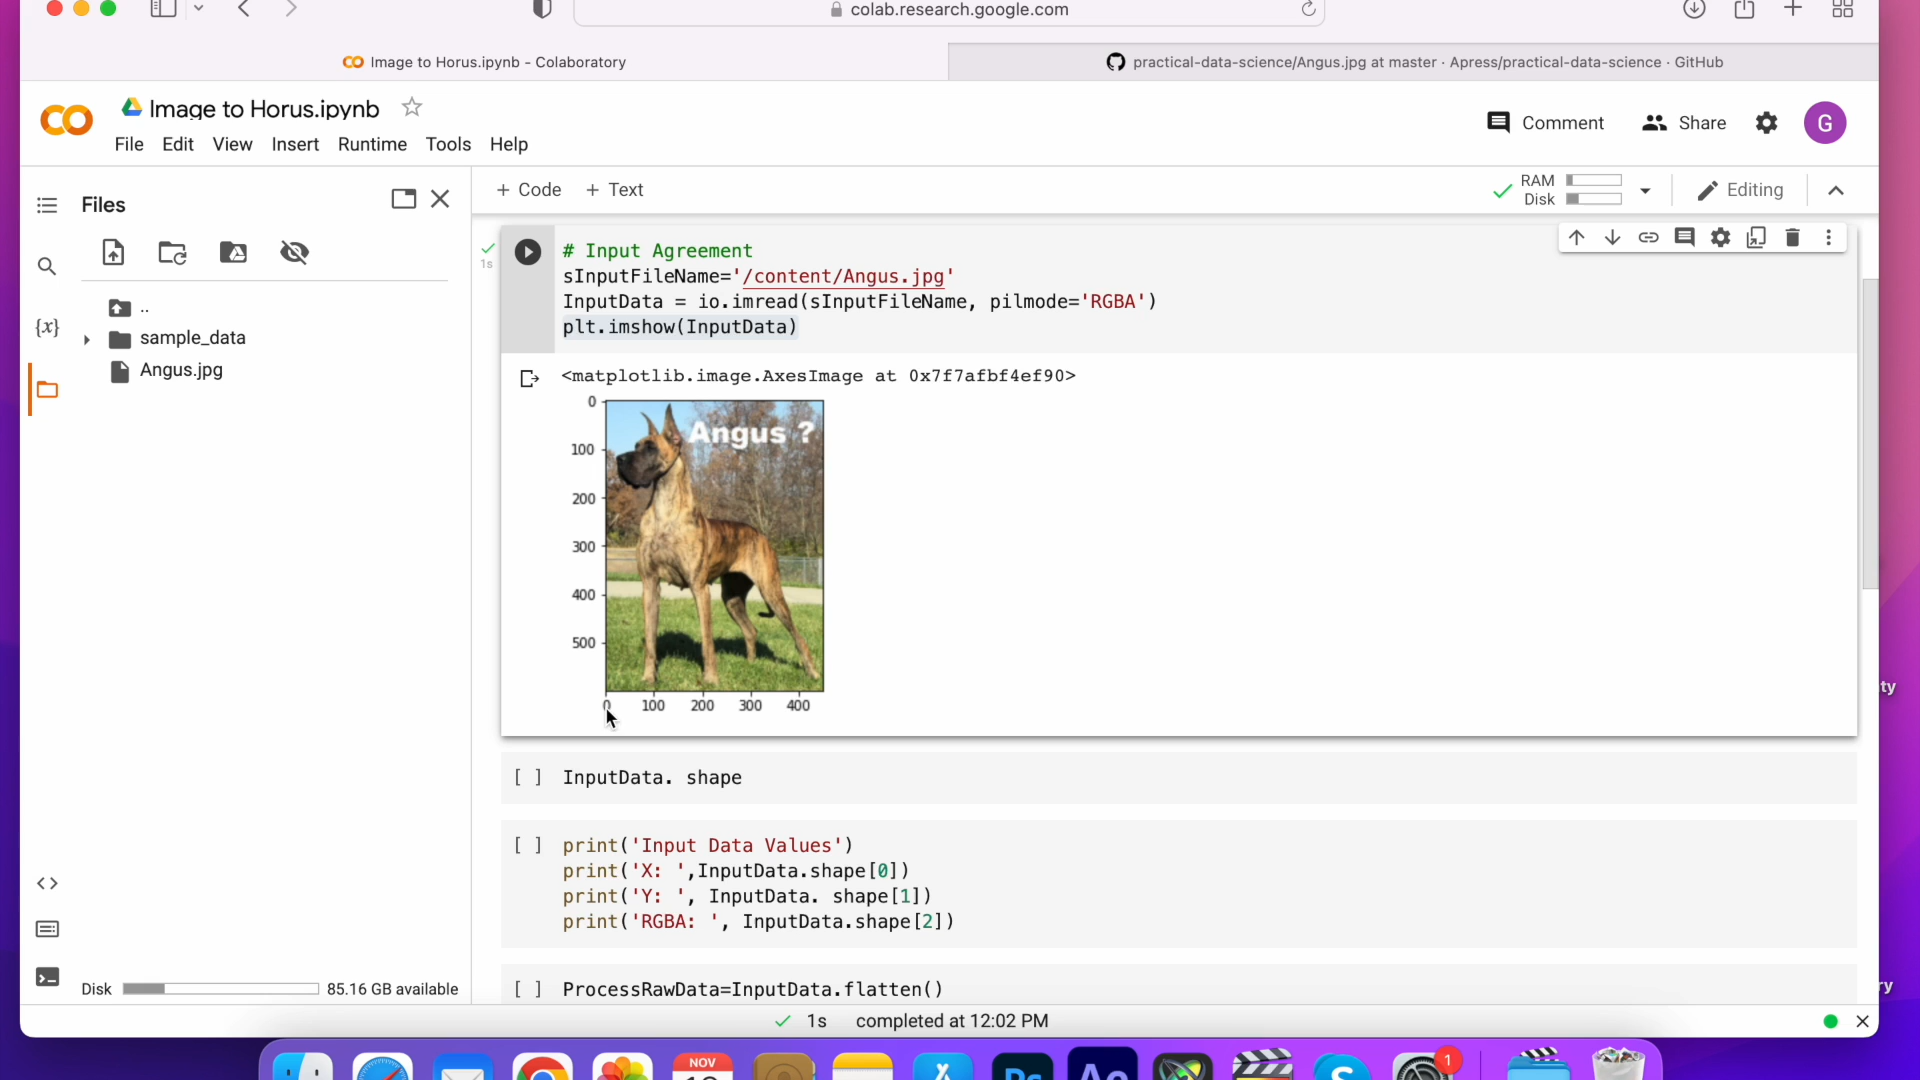 colab.research.google.com
Image to Horus.ipynb - Colaboratory
practical-data-science/Angus.jpg at master · Apress/practical-data-science · GitHub
Image to Horus.ipynb
File Edit View Insert Runtime Tools Help
Comment
Share
G
Files
+ Code + Text
RAM
Disk
Editing
..
sample_data
Angus.jpg
{x}
1s
# Input Agreement
sInputFileName='/content/Angus.jpg'
InputData = io.imread(sInputFileName, pilmode='RGBA')
plt.imshow(InputData)
<matplotlib.image.AxesImage at 0x7f7afbf4ef90>
Angus ?
0
100
200
300
400
500
0 100 200 300 400
[ ] InputData. shape
[ ] print('Input Data Values')
print('X: ',InputData.shape[0])
print('Y: ', InputData. shape[1])
print('RGBA: ', InputData.shape[2])
[ ] ProcessRawData=InputData.flatten()
Disk 85.16 GB available
1s completed at 12:02 PM
ty
ry
NOV
1